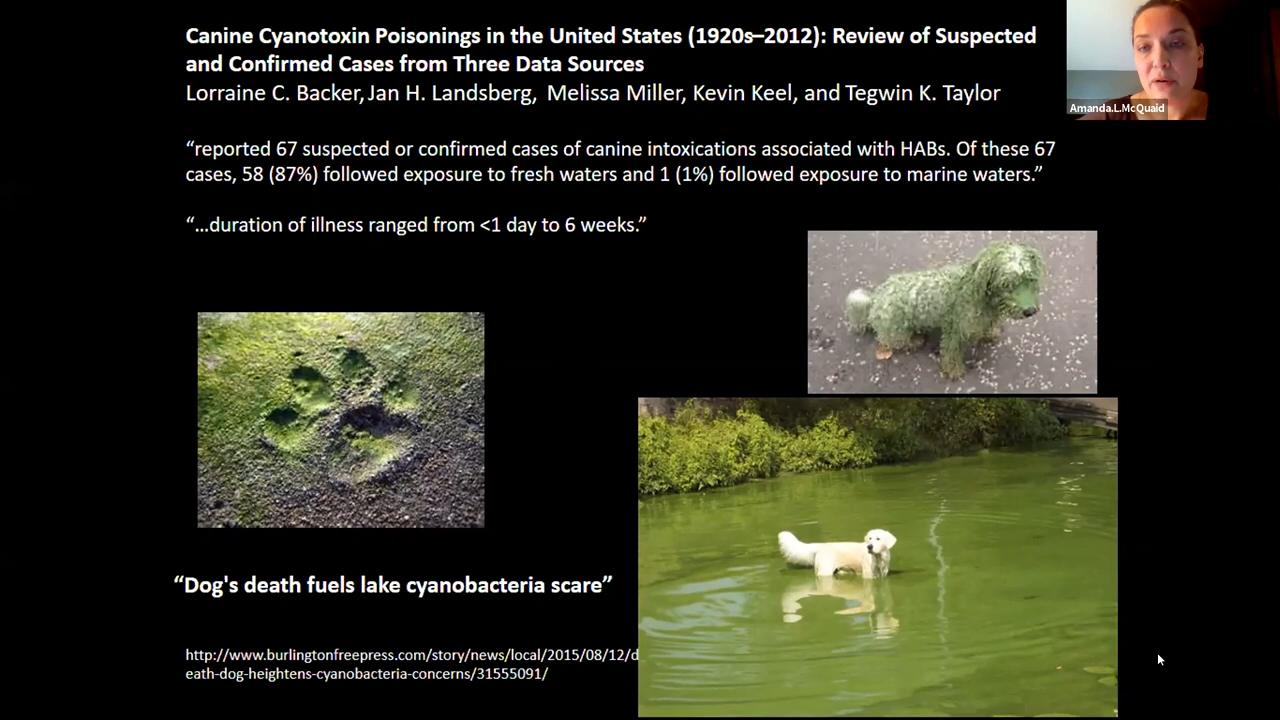 Canine Cyanotoxin Poisonings in the United States (1920s–2012): Review of Suspected
and Confirmed Cases from Three Data Sources
Lorraine C. Backer, Jan H. Landsberg, Melissa Miller, Kevin Keel, and Tegwin K. Taylor
Amanda.L.McQuaid
“reported 67 suspected or confirmed cases of canine intoxications associated with HABs. Of these 67
cases, 58 (87%) followed exposure to fresh waters and 1 (1%) followed exposure to marine waters.”
“…duration of illness ranged from <1 day to 6 weeks.”
“Dog's death fuels lake cyanobacteria scare”
http://www.burlingtonfreepress.com/story/news/local/2015/08/12/d
eath-dog-heightens-cyanobacteria-concerns/31555091/